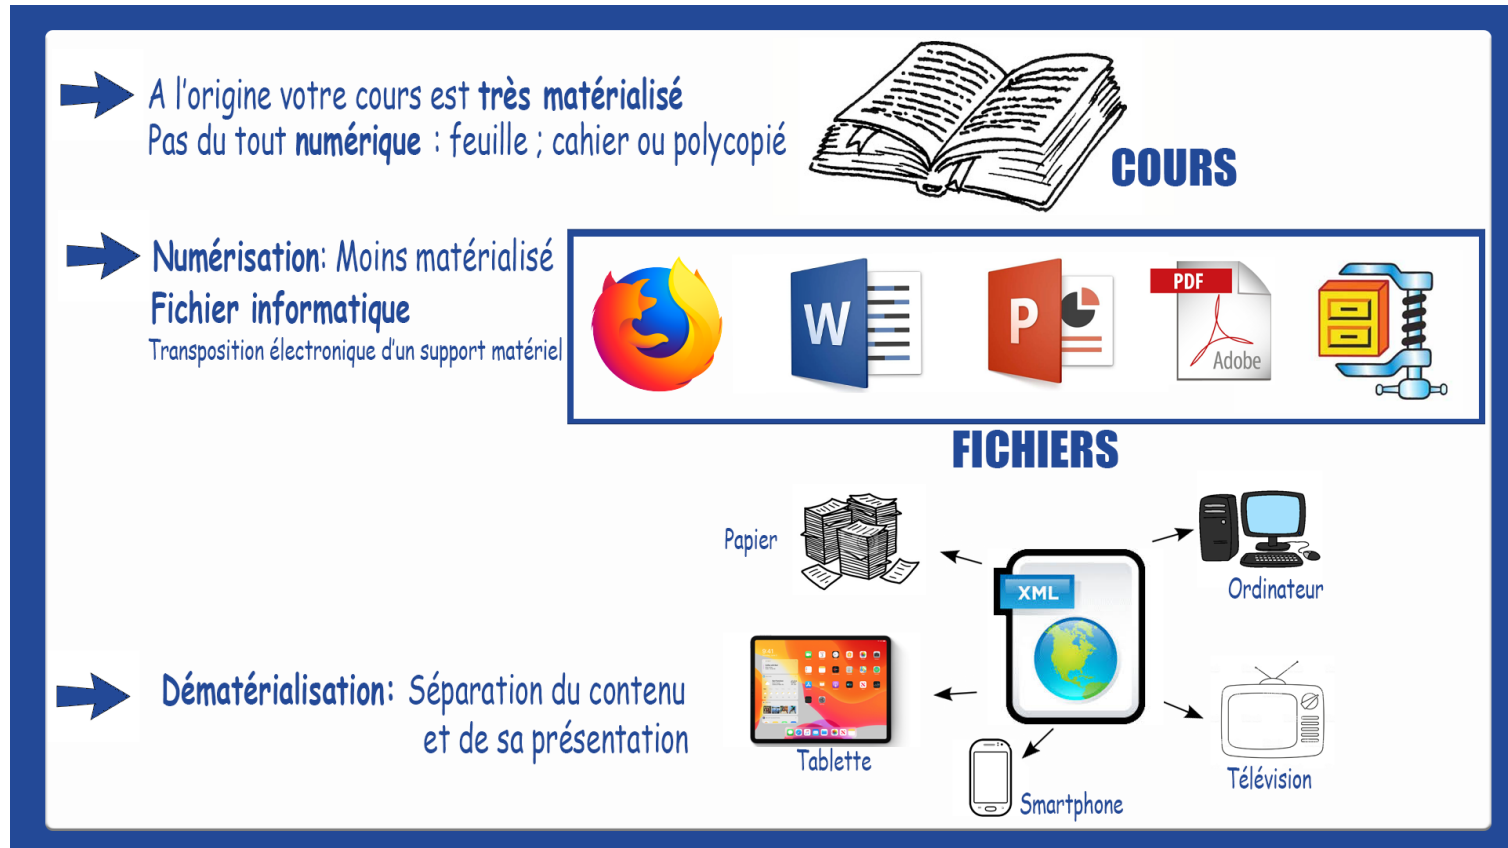 A l'origine votre cours est très matérialisé
Pas du tout numérique : feuille ; cahier ou polycopié
COURS
Numérisation: Moins matérialisé
Fichier informatique
Transposition électronique d'un support matériel
W
P
PDF
Adobe
FICHIERS
Papier
XML
Ordinateur
Dématérialisation: Séparation du contenu
et de sa présentation
Tablette
Smartphone
Télévision